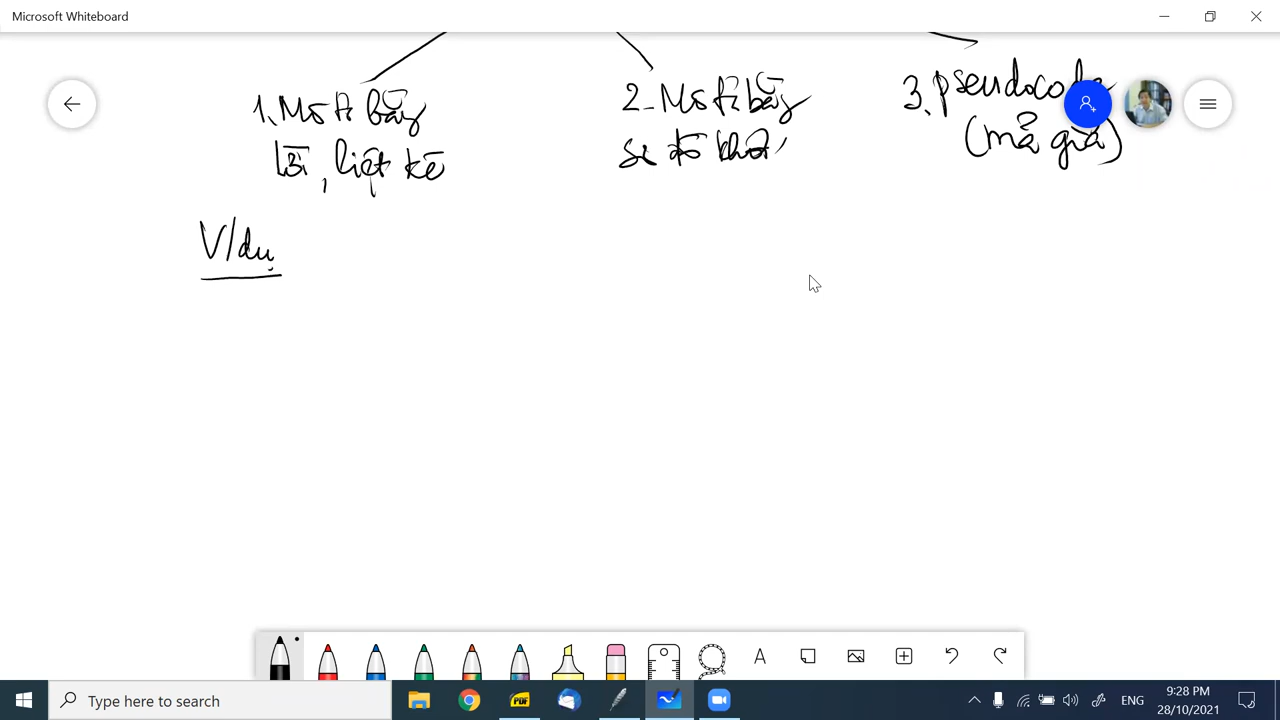 Microsoft Whiteboard
1. Mô tả bằng
lời, liệt kê
2- Mô tả bằng
sơ đồ khối
3. pseudocode
(mã giả)
V/dụ
A
Type here to search
PDF
ENG
9:28 PM
28/10/2021